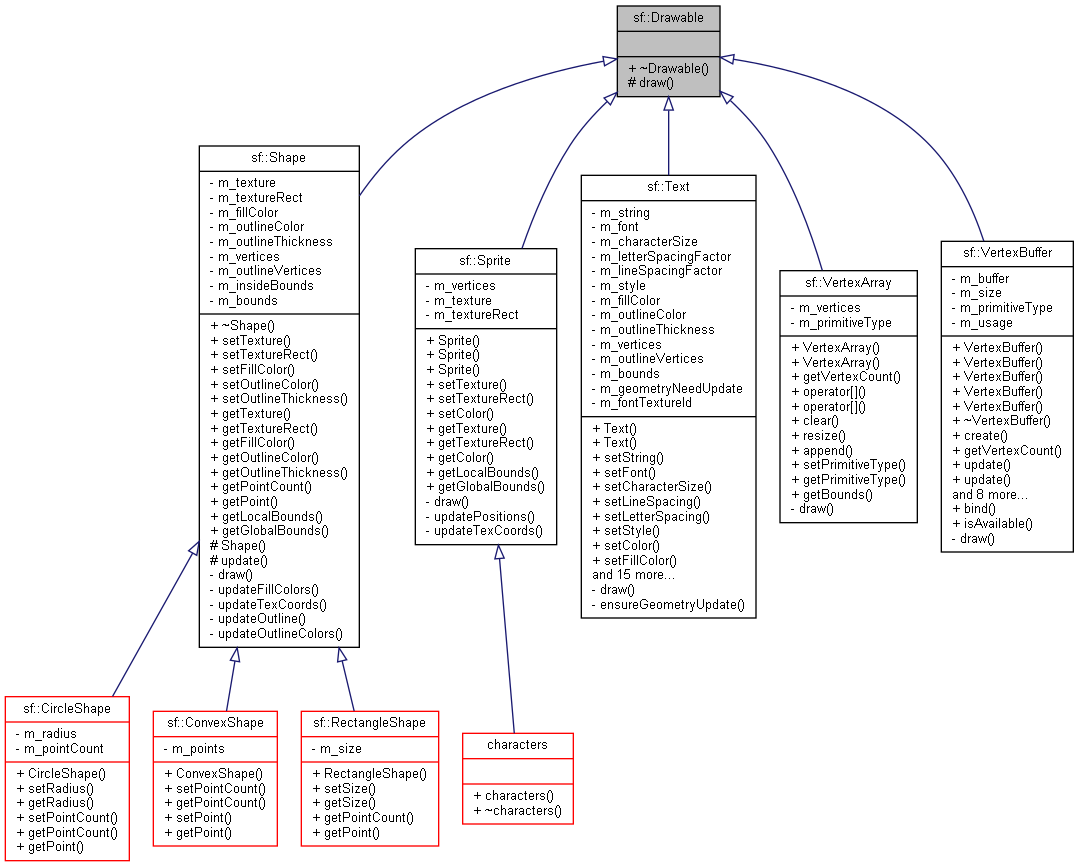 sf::Drawable
+ ~Drawable()
# draw()
sf::Shape
- m_texture
- m_textureRect
- m_fillColor
- m_outlineColor
- m_outlineThickness
- m_vertices
- m_outlineVertices
- m_insideBounds
- m_bounds
+ ~Shape()
+ setTexture()
+ setTextureRect()
+ setFillColor()
+ setOutlineColor()
+ setOutlineThickness()
+ getTexture()
+ getTextureRect()
+ getFillColor()
+ getOutlineColor()
+ getOutlineThickness()
+ getPointCount()
+ getPoint()
+ getLocalBounds()
+ getGlobalBounds()
# Shape()
# update()
- draw()
- updateFillColors()
- updateTexCoords()
- updateOutline()
- updateOutlineColors()
sf::Sprite
- m_vertices
- m_texture
- m_textureRect
+ Sprite()
+ Sprite()
+ Sprite()
+ setTexture()
+ setTextureRect()
+ setColor()
+ getTexture()
+ getTextureRect()
+ getColor()
+ getLocalBounds()
+ getGlobalBounds()
- draw()
- updatePositions()
- updateTexCoords()
sf::Text
- m_string
- m_font
- m_characterSize
- m_letterSpacingFactor
- m_lineSpacingFactor
- m_style
- m_fillColor
- m_outlineColor
- m_outlineThickness
- m_vertices
- m_outlineVertices
- m_bounds
- m_geometryNeedUpdate
- m_fontTextureId
+ Text()
+ Text()
+ setString()
+ setFont()
+ setCharacterSize()
+ setLineSpacing()
+ setLetterSpacing()
+ setStyle()
+ setColor()
+ setFillColor()
and 15 more...
- draw()
- ensureGeometryUpdate()
sf::VertexArray
- m_vertices
- m_primitiveType
+ VertexArray()
+ VertexArray()
+ getVertexCount()
+ operator[]()
+ operator[]()
+ clear()
+ resize()
+ append()
+ setPrimitiveType()
+ getPrimitiveType()
+ getBounds()
- draw()
sf::VertexBuffer
- m_buffer
- m_size
- m_primitiveType
- m_usage
+ VertexBuffer()
+ VertexBuffer()
+ VertexBuffer()
+ VertexBuffer()
+ VertexBuffer()
+ ~VertexBuffer()
+ create()
+ getVertexCount()
+ update()
+ update()
and 8 more...
+ bind()
+ isAvailable()
- draw()
sf::CircleShape
- m_radius
- m_pointCount
+ CircleShape()
+ setRadius()
+ getRadius()
+ setPointCount()
+ getPointCount()
+ getPoint()
sf::ConvexShape
- m_points
+ ConvexShape()
+ setPointCount()
+ getPointCount()
+ setPoint()
+ getPoint()
sf::RectangleShape
- m_size
+ RectangleShape()
+ setSize()
+ getSize()
+ getPointCount()
+ getPoint()
characters
+ characters()
+ ~characters()